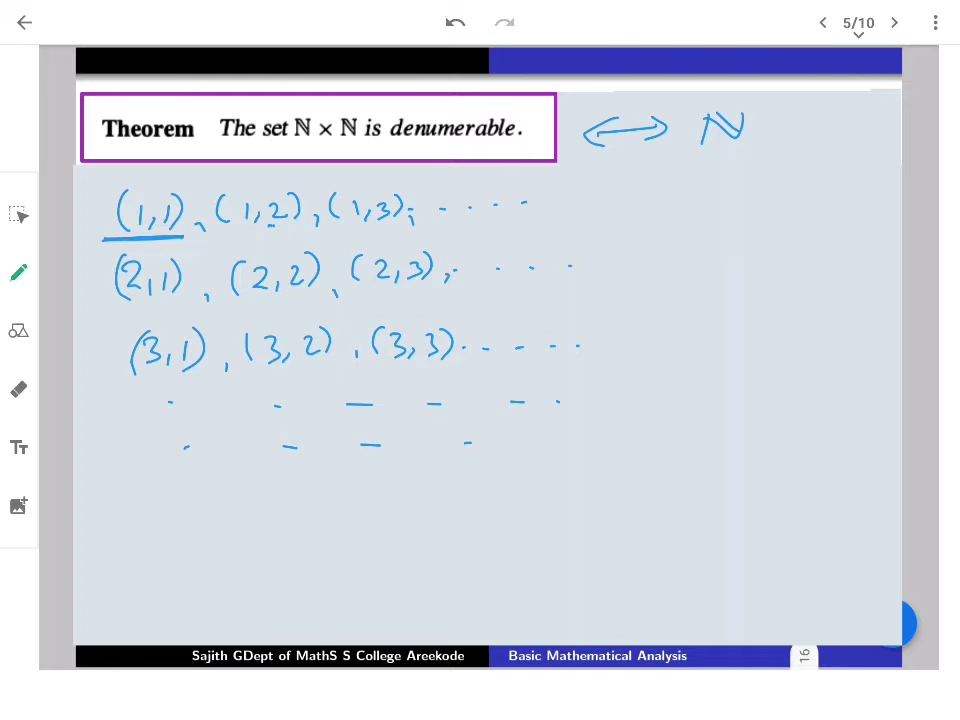 5/10
Theorem The set ℕ × ℕ is denumerable. ⟷ ℕ
(1,1), (1,2), (1,3), . . . . .
(2,1), (2,2), (2,3), . . . .
(3,1), (3,2), (3,3) . . . . .
Tт
Sajith GDept of MathS S College Areekode Basic Mathematical Analysis 16